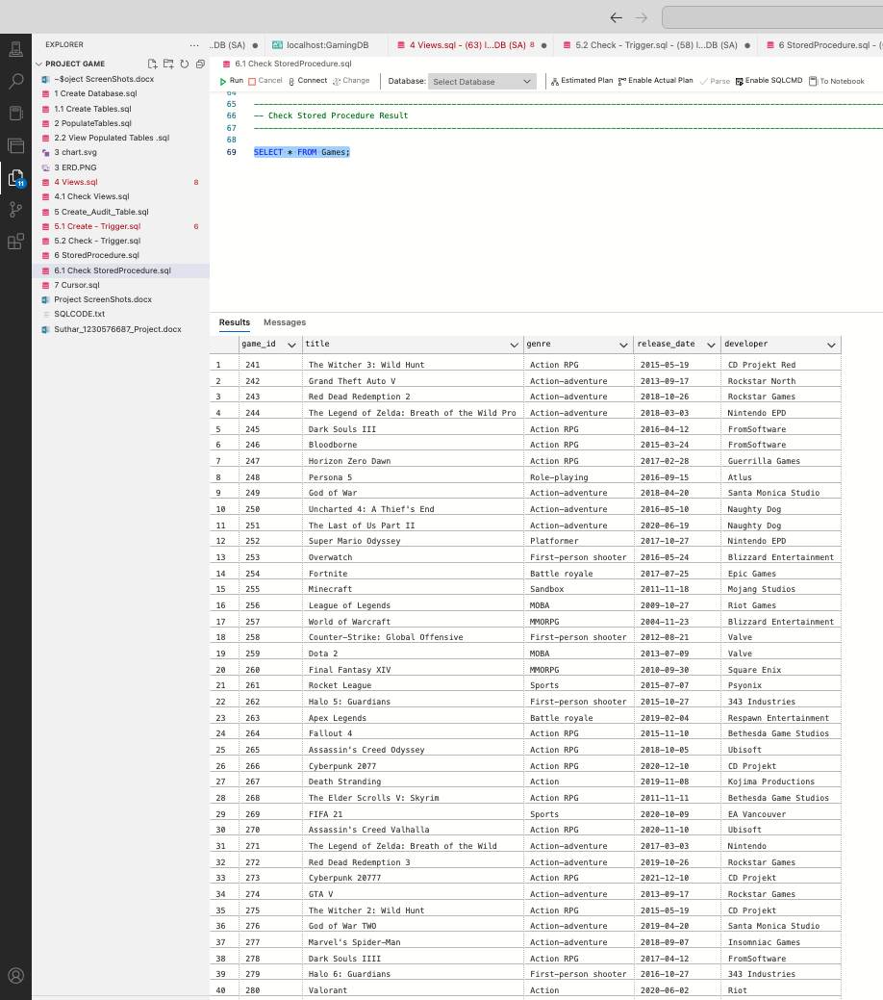 EXPLORER
...
PROJECT GAME
~$oject ScreenShots.docx
1 Create Database.sql
1.1 Create Tables.sql
2 PopulateTables.sql
2.2 View Populated Tables .sql
3 chart.svg
3 ERD.PNG
4 Views.sql 8
4.1 Check Views.sql
5 Create_Audit_Table.sql
5.1 Create - Trigger.sql 6
5.2 Check - Trigger.sql
6 StoredProcedure.sql
6.1 Check StoredProcedure.sql
7 Cursor.sql
Project ScreenShots.docx
SQLCODE.txt
Suthar_1230576687_Project.docx
11
..DB (SA) ● localhost:GamingDB 4 Views.sql - (63) l...DB (SA) 8 ● 5.2 Check - Trigger.sql - (58) l...DB (SA) ● 6 StoredProcedure.sql - (
6.1 Check StoredProcedure.sql
Run Cancel Connect Change Database: Select Database Estimated Plan Enable Actual Plan Parse Enable SQLCMD To Notebook
64
65
66 -- Check Stored Procedure Result
67
68
69 SELECT * FROM Games;
Results Messages
game_id title genre release_date developer
1 241 The Witcher 3: Wild Hunt Action RPG 2015-05-19 CD Projekt Red
2 242 Grand Theft Auto V Action-adventure 2013-09-17 Rockstar North
3 243 Red Dead Redemption 2 Action-adventure 2018-10-26 Rockstar Games
4 244 The Legend of Zelda: Breath of the Wild Pro Action-adventure 2018-03-03 Nintendo EPD
5 245 Dark Souls III Action RPG 2016-04-12 FromSoftware
6 246 Bloodborne Action RPG 2015-03-24 FromSoftware
7 247 Horizon Zero Dawn Action RPG 2017-02-28 Guerrilla Games
8 248 Persona 5 Role-playing 2016-09-15 Atlus
9 249 God of War Action-adventure 2018-04-20 Santa Monica Studio
10 250 Uncharted 4: A Thief's End Action-adventure 2016-05-10 Naughty Dog
11 251 The Last of Us Part II Action-adventure 2020-06-19 Naughty Dog
12 252 Super Mario Odyssey Platformer 2017-10-27 Nintendo EPD
13 253 Overwatch First-person shooter 2016-05-24 Blizzard Entertainment
14 254 Fortnite Battle royale 2017-07-25 Epic Games
15 255 Minecraft Sandbox 2011-11-18 Mojang Studios
16 256 League of Legends MOBA 2009-10-27 Riot Games
17 257 World of Warcraft MMORPG 2004-11-23 Blizzard Entertainment
18 258 Counter-Strike: Global Offensive First-person shooter 2012-08-21 Valve
19 259 Dota 2 MOBA 2013-07-09 Valve
20 260 Final Fantasy XIV MMORPG 2010-09-30 Square Enix
21 261 Rocket League Sports 2015-07-07 Psyonix
22 262 Halo 5: Guardians First-person shooter 2015-10-27 343 Industries
23 263 Apex Legends Battle royale 2019-02-04 Respawn Entertainment
24 264 Fallout 4 Action RPG 2015-11-10 Bethesda Game Studios
25 265 Assassin's Creed Odyssey Action RPG 2018-10-05 Ubisoft
26 266 Cyberpunk 2077 Action RPG 2020-12-10 CD Projekt
27 267 Death Stranding Action 2019-11-08 Kojima Productions
28 268 The Elder Scrolls V: Skyrim Action RPG 2011-11-11 Bethesda Game Studios
29 269 FIFA 21 Sports 2020-10-09 EA Vancouver
30 270 Assassin's Creed Valhalla Action RPG 2020-11-10 Ubisoft
31 271 The Legend of Zelda: Breath of the Wild Action-adventure 2017-03-03 Nintendo
32 272 Red Dead Redemption 3 Action-adventure 2019-10-26 Rockstar Games
33 273 Cyberpunk 20777 Action RPG 2021-12-10 CD Projekt
34 274 GTA V Action-adventure 2013-09-17 Rockstar Games
35 275 The Witcher 2: Wild Hunt Action RPG 2015-05-19 CD Projekt
36 276 God of War TWO Action-adventure 2019-04-20 Santa Monica Studio
37 277 Marvel's Spider-Man Action-adventure 2018-09-07 Insomniac Games
38 278 Dark Souls IIII Action RPG 2017-04-12 FromSoftware
39 279 Halo 6: Guardians First-person shooter 2016-10-27 343 Industries
40 280 Valorant Action 2020-06-02 Riot